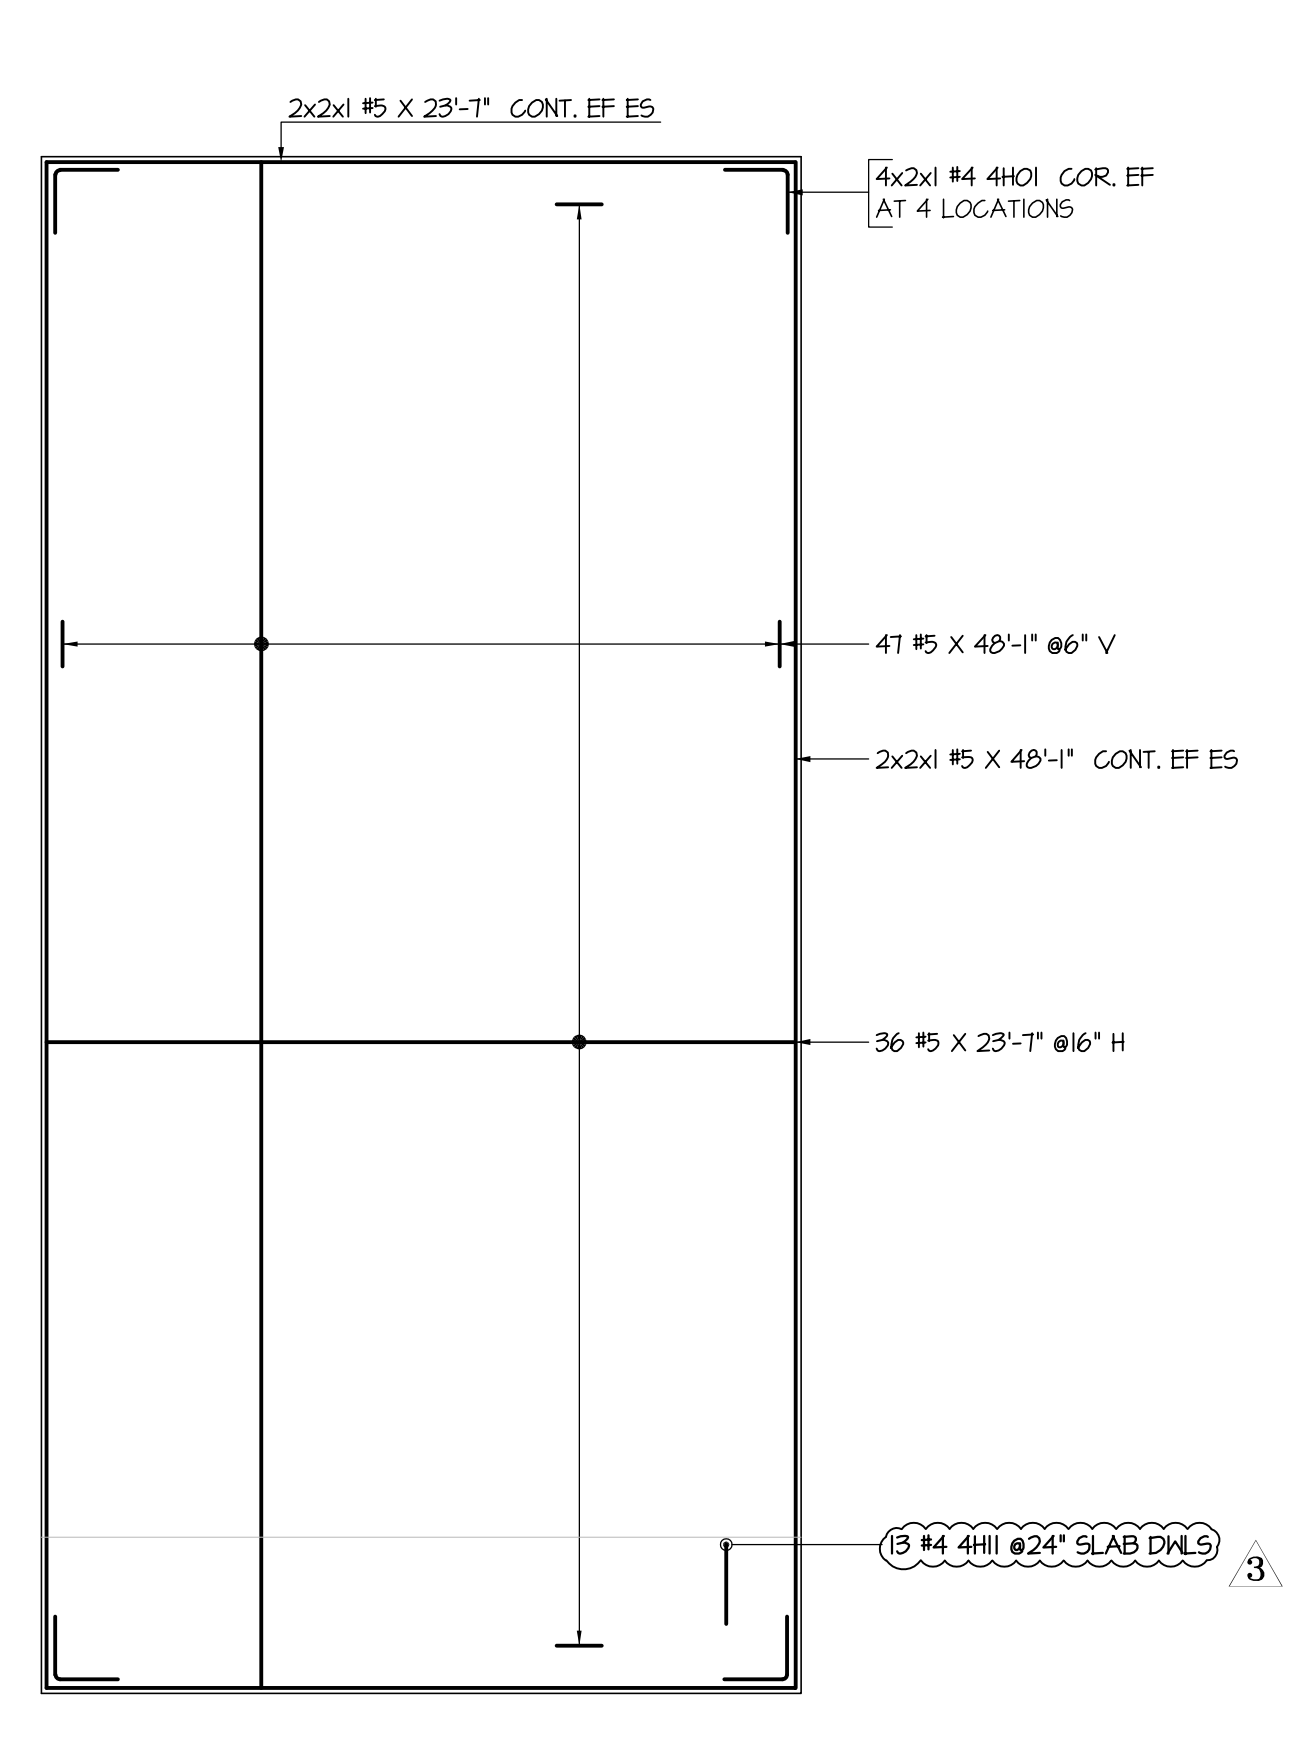 2x2x1 #5 X 23'-7" CONT. EF ES
4x2x1 #4 4H01 COR. EF
AT 4 LOCATIONS
47 #5 X 48'-1" @6" V
2x2x1 #5 X 48'-1" CONT. EF ES
36 #5 X 23'-7" @16" H
13 #4 4H11 @24" SLAB DWLS
3